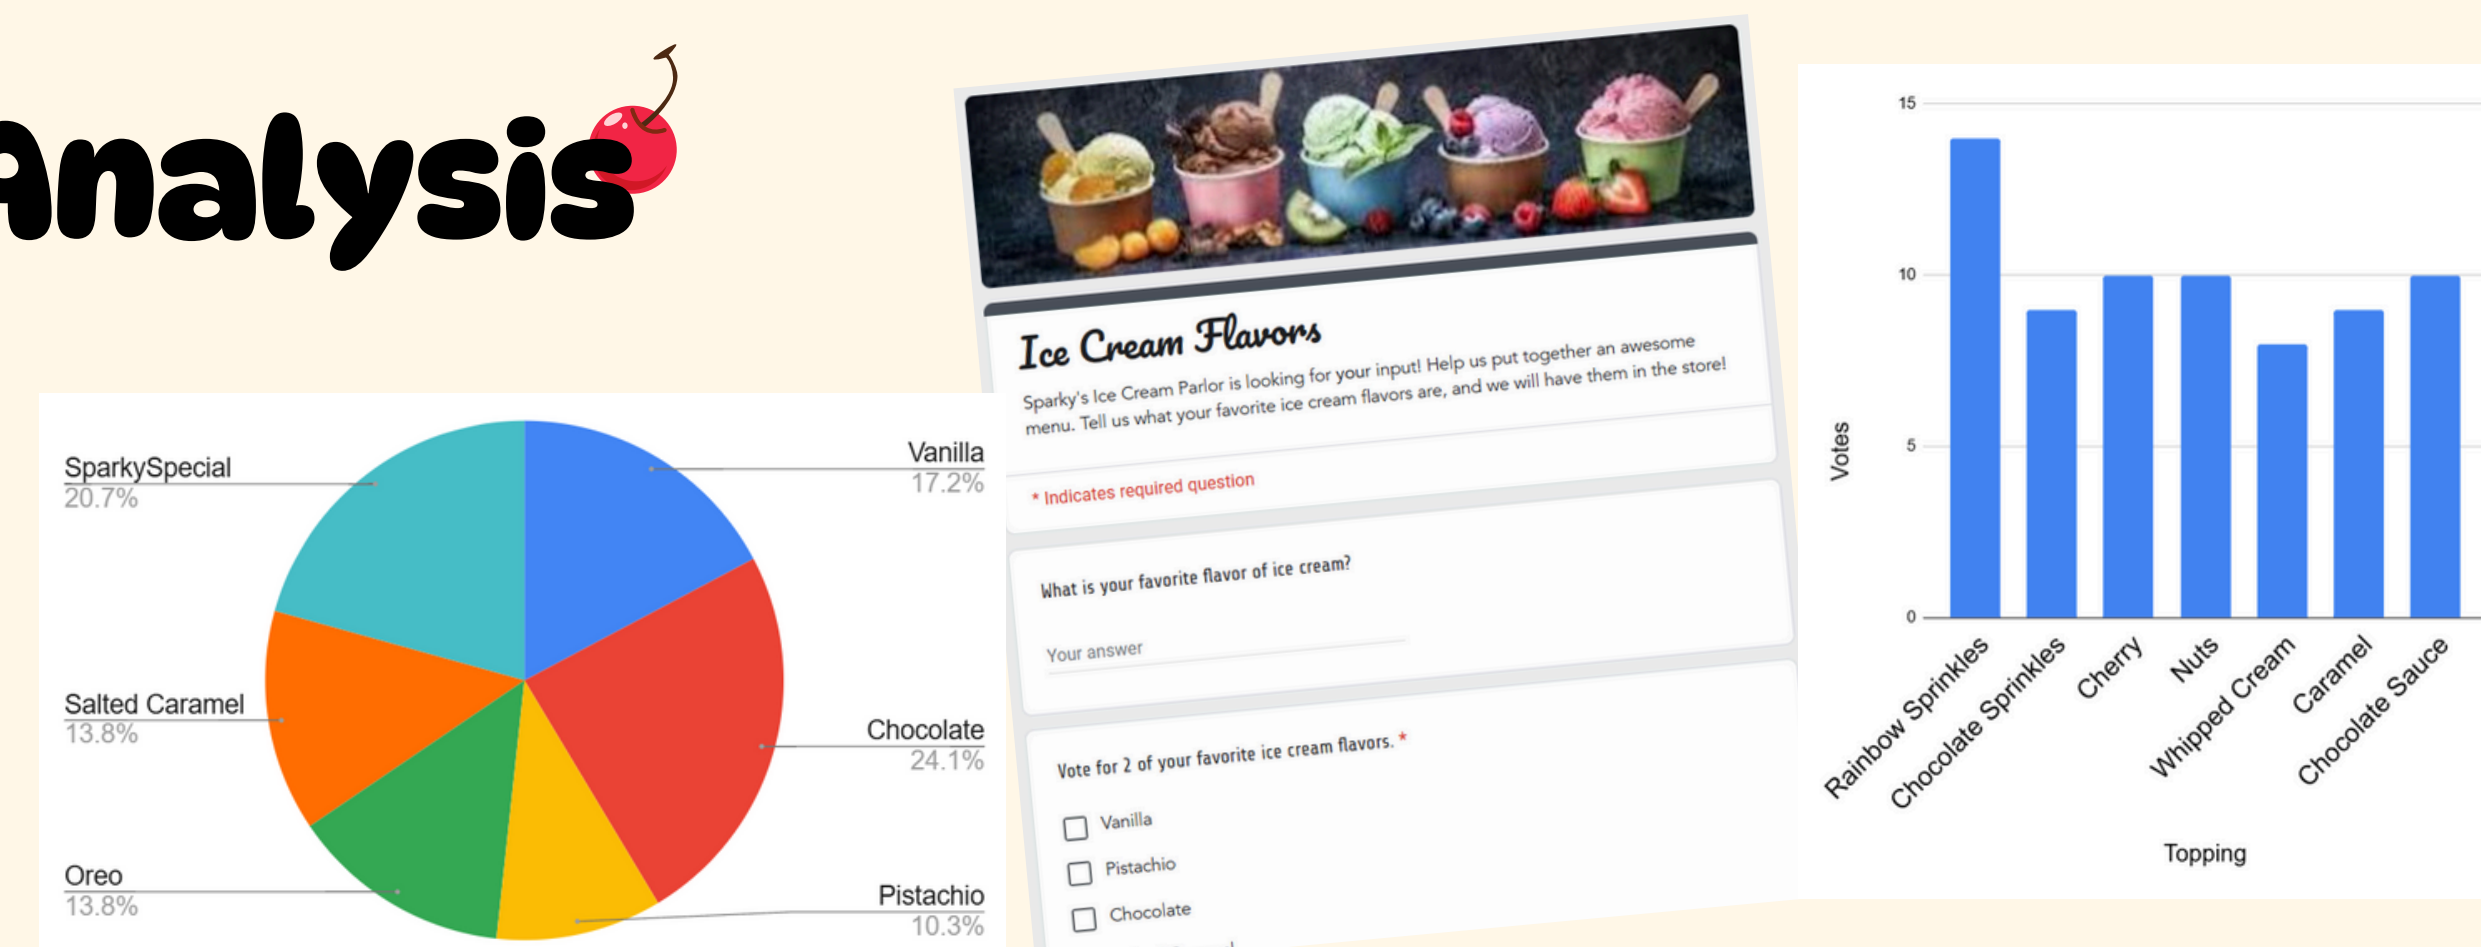 Analysis
SparkySpecial
20.7%
Salted Caramel
13.8%
Oreo
13.8%
Vanilla
17.2%
Chocolate
24.1%
Pistachio
10.3%
Ice Cream Flavors
Sparky's Ice Cream Parlor is looking for your input! Help us put together an awesome
menu. Tell us what your favorite ice cream flavors are, and we will have them in the store!
* Indicates required question
What is your favorite flavor of ice cream?
Your answer
Vote for 2 of your favorite ice cream flavors. *
Vanilla
Pistachio
Chocolate
15
10
5
0
Votes
Rainbow Sprinkles
Chocolate Sprinkles
Cherry
Nuts
Whipped Cream
Caramel
Chocolate Sauce
Topping